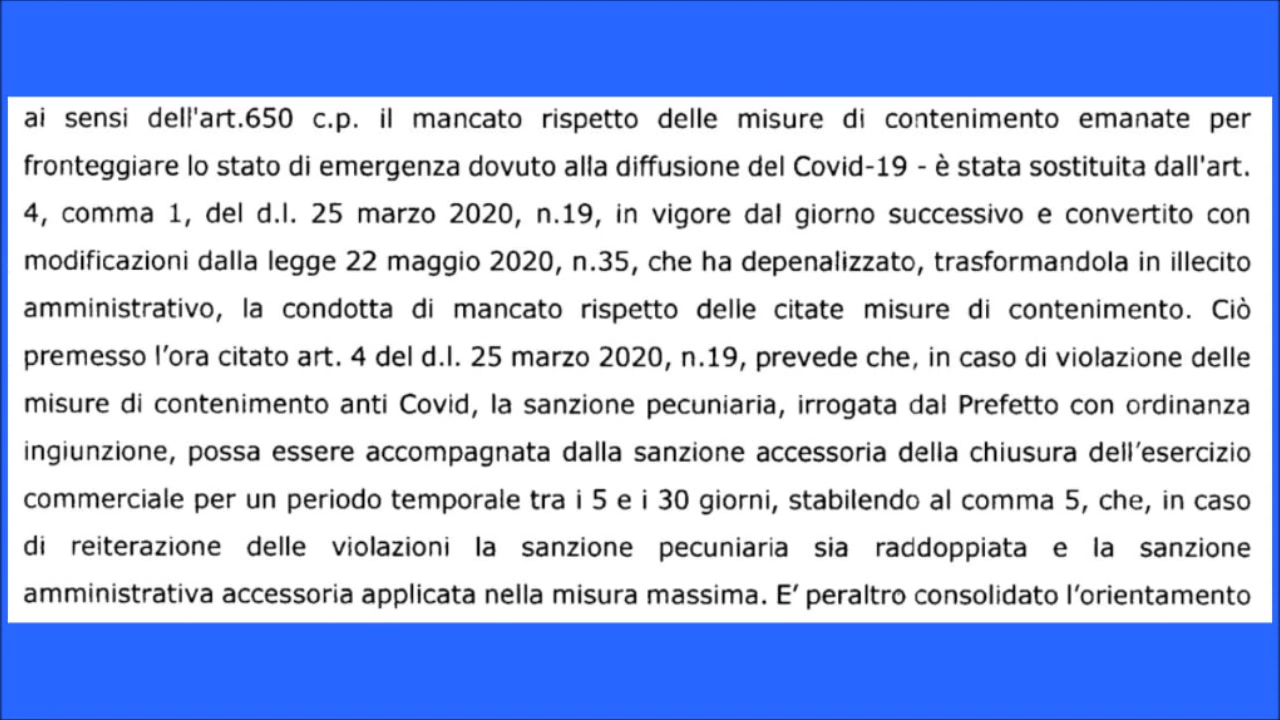 ai sensi dell'art.650 c.p. il mancato rispetto delle misure di contenimento emanate per
fronteggiare lo stato di emergenza dovuto alla diffusione del Covid-19 - è stata sostituita dall'art.
4, comma 1, del d.l. 25 marzo 2020, n.19, in vigore dal giorno successivo e convertito con
modificazioni dalla legge 22 maggio 2020, n.35, che ha depenalizzato, trasformandola in illecito
amministrativo, la condotta di mancato rispetto delle citate misure di contenimento. Ciò
premesso l’ora citato art. 4 del d.l. 25 marzo 2020, n.19, prevede che, in caso di violazione delle
misure di contenimento anti Covid, la sanzione pecuniaria, irrogata dal Prefetto con ordinanza
ingiunzione, possa essere accompagnata dalla sanzione accessoria della chiusura dell’esercizio
commerciale per un periodo temporale tra i 5 e i 30 giorni, stabilendo al comma 5, che, in caso
di reiterazione delle violazioni la sanzione pecuniaria sia raddoppiata e la sanzione
amministrativa accessoria applicata nella misura massima. E’ peraltro consolidato l’orientamento